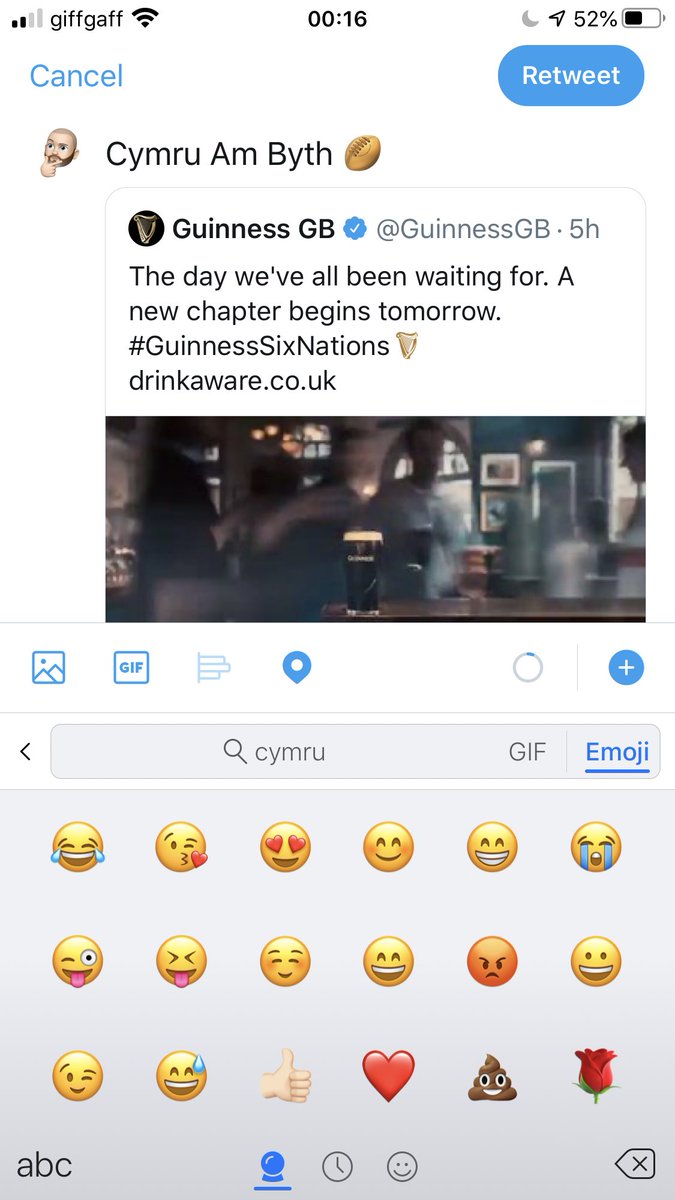 giffgaff 00:16 52%
Cancel Retweet
Cymru Am Byth 🏉
Guinness GB @GuinnessGB · 5h
The day we've all been waiting for. A
new chapter begins tomorrow.
#GuinnessSixNations
drinkaware.co.uk
GUINNESS
GIF
cymru GIF Emoji
abc